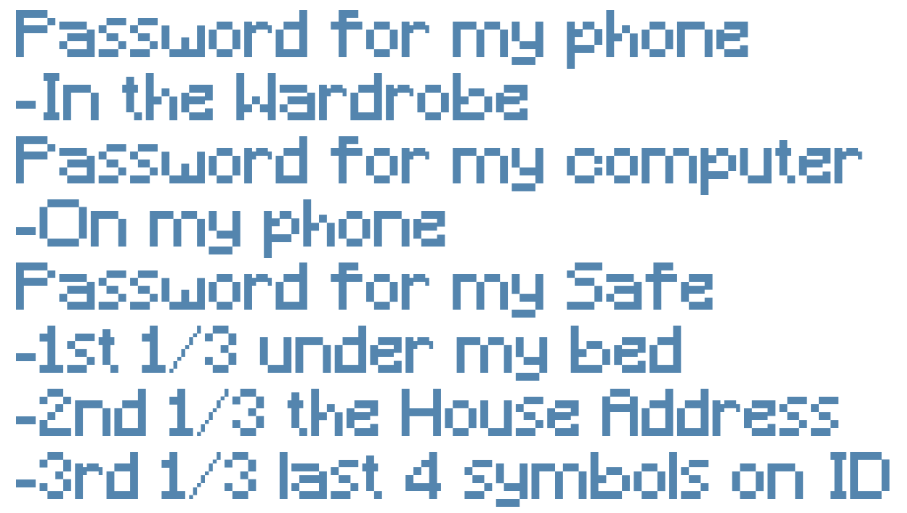 Password for my phone
-In the Wardrobe
Password for my computer
-On my phone
Password for my Safe
-1st 1/3 under my bed
-2nd 1/3 the House Address
-3rd 1/3 last 4 symbols on ID